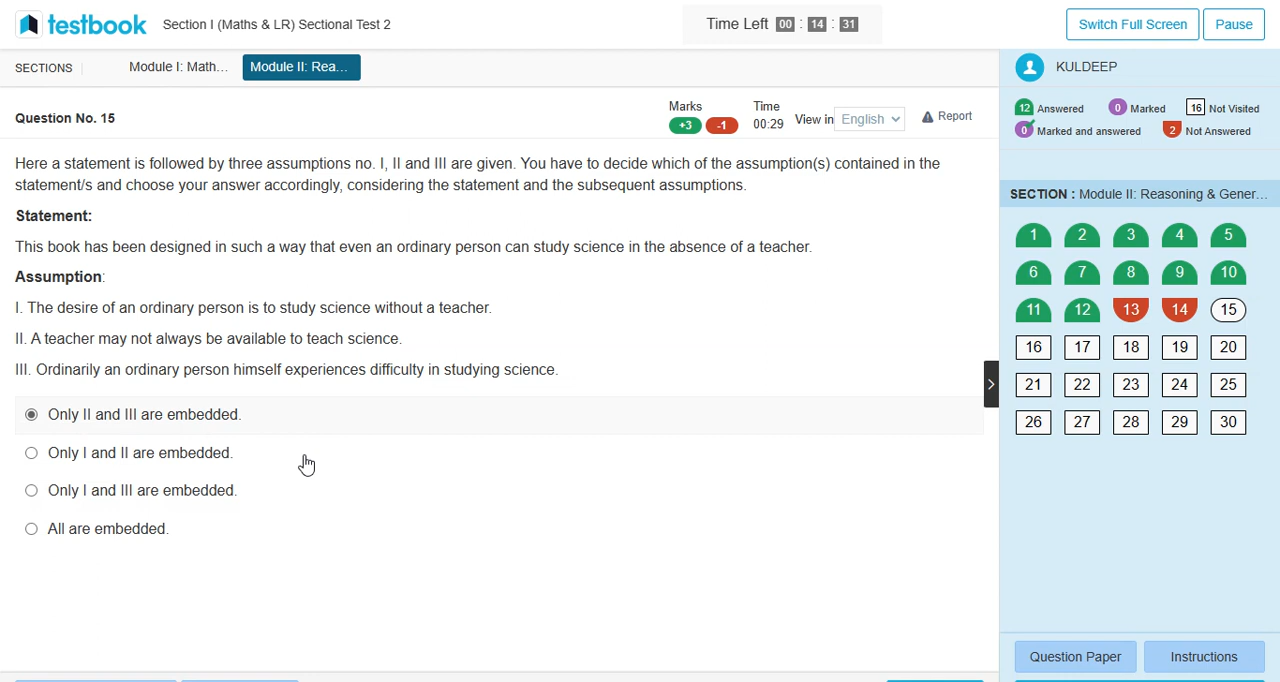 testbook
Section I (Maths & LR) Sectional Test 2
Time Left 00 : 14 : 31
Switch Full Screen
Pause
SECTIONS
Module I: Math...
Module II: Rea...
KULDEEP
Question No. 15
Marks
+3 -1
Time
00:29
View in English
Report
12 Answered
0 Marked
16 Not Visited
0 Marked and answered
2 Not Answered
Here a statement is followed by three assumptions no. I, II and III are given. You have to decide which of the assumption(s) contained in the
statement/s and choose your answer accordingly, considering the statement and the subsequent assumptions.
Statement:
This book has been designed in such a way that even an ordinary person can study science in the absence of a teacher.
Assumption:
I. The desire of an ordinary person is to study science without a teacher.
II. A teacher may not always be available to teach science.
III. Ordinarily an ordinary person himself experiences difficulty in studying science.
Only II and III are embedded.
Only I and II are embedded.
Only I and III are embedded.
All are embedded.
SECTION : Module II: Reasoning & Gener...
1 2 3 4 5
6 7 8 9 10
11 12 13 14 15
16 17 18 19 20
21 22 23 24 25
26 27 28 29 30
Question Paper
Instructions